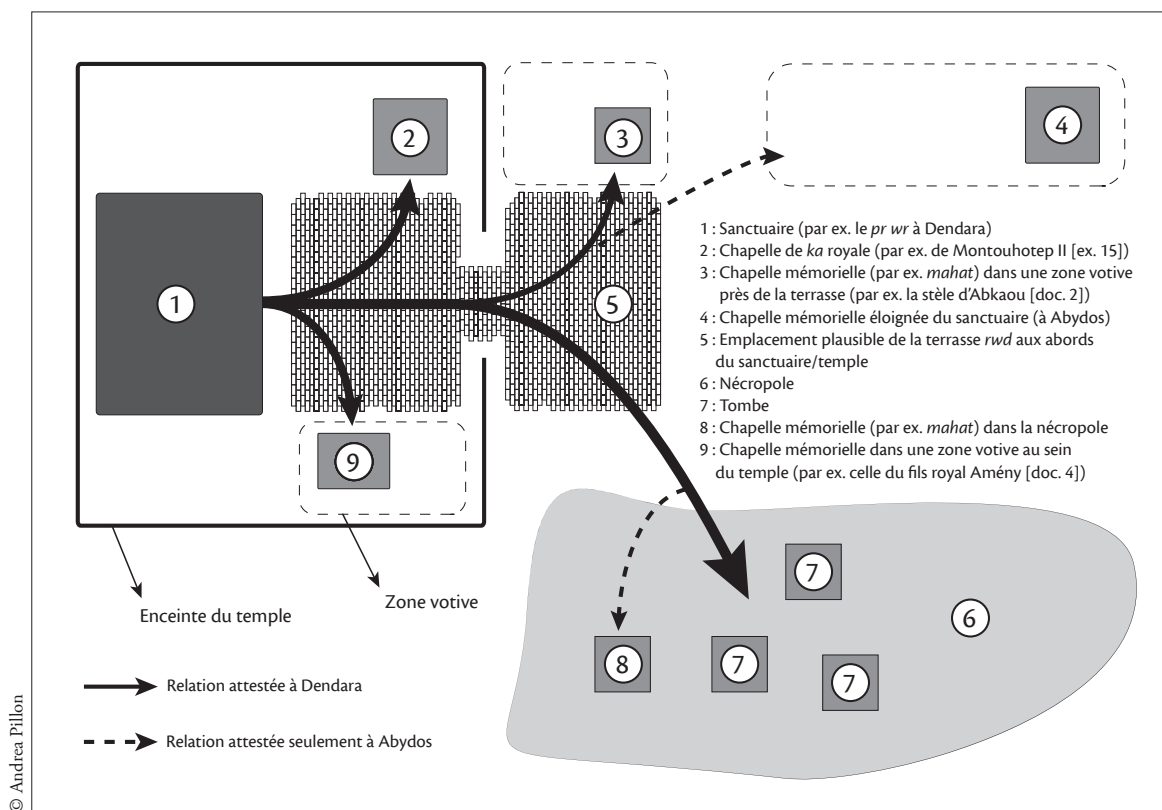 2
3
4
1
5
9
1 : Sanctuaire (par ex. le pr wr à Dendara)
2 : Chapelle de ka royale (par ex. de Montouhotep II [ex. 15])
3 : Chapelle mémorielle (par ex. mahat) dans une zone votive
près de la terrasse (par ex. la stèle d'Abkaou [doc. 2])
4 : Chapelle mémorielle éloignée du sanctuaire (à Abydos)
5 : Emplacement plausible de la terrasse rwd aux abords
du sanctuaire/temple
6 : Nécropole
7 : Tombe
8 : Chapelle mémorielle (par ex. mahat) dans la nécropole
9 : Chapelle mémorielle dans une zone votive au sein
du temple (par ex. celle du fils royal Amény [doc. 4])
Enceinte du temple
Zone votive
7
6
8
7
7
Relation attestée à Dendara
Relation attestée seulement à Abydos
© Andrea Pillon